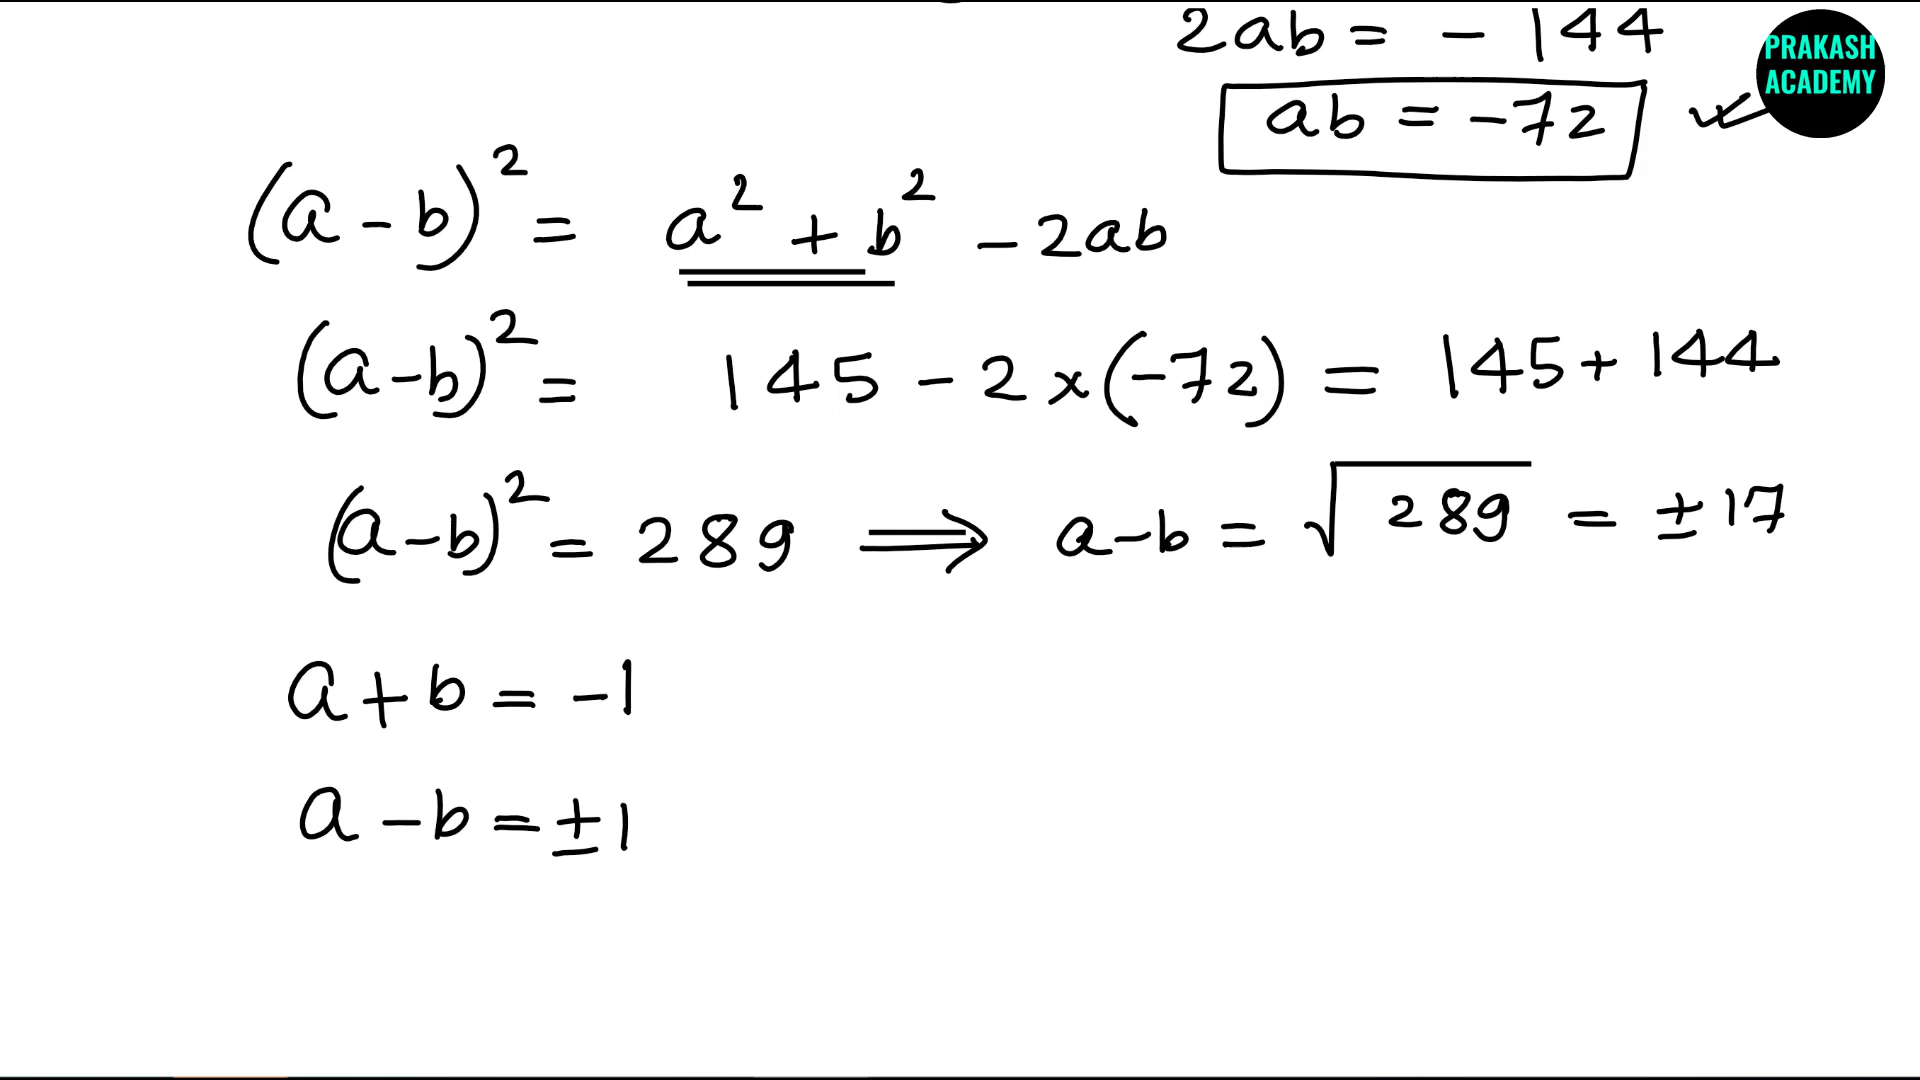 2ab = - 144
PRAKASH
ACADEMY
ab = -72
(a - b)² = a² + b² - 2ab
(a-b)² = 145 - 2 x (-72) = 145 + 144
(a-b)² = 289 ⟹ a-b = √289 = ±17
a + b = -1
a - b = ±1